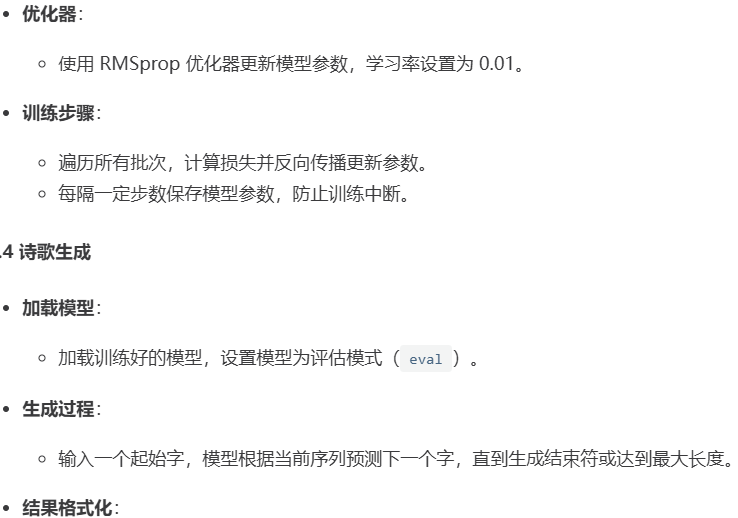 优化器：
使用 RMSprop 优化器更新模型参数，学习率设置为 0.01。
训练步骤：
遍历所有批次，计算损失并反向传播更新参数。
每隔一定步数保存模型参数，防止训练中断。
.4 诗歌生成
加载模型：
加载训练好的模型，设置模型为评估模式（ eval ）。
生成过程：
输入一个起始字，模型根据当前序列预测下一个字，直到生成结束符或达到最大长度。
结果格式化：